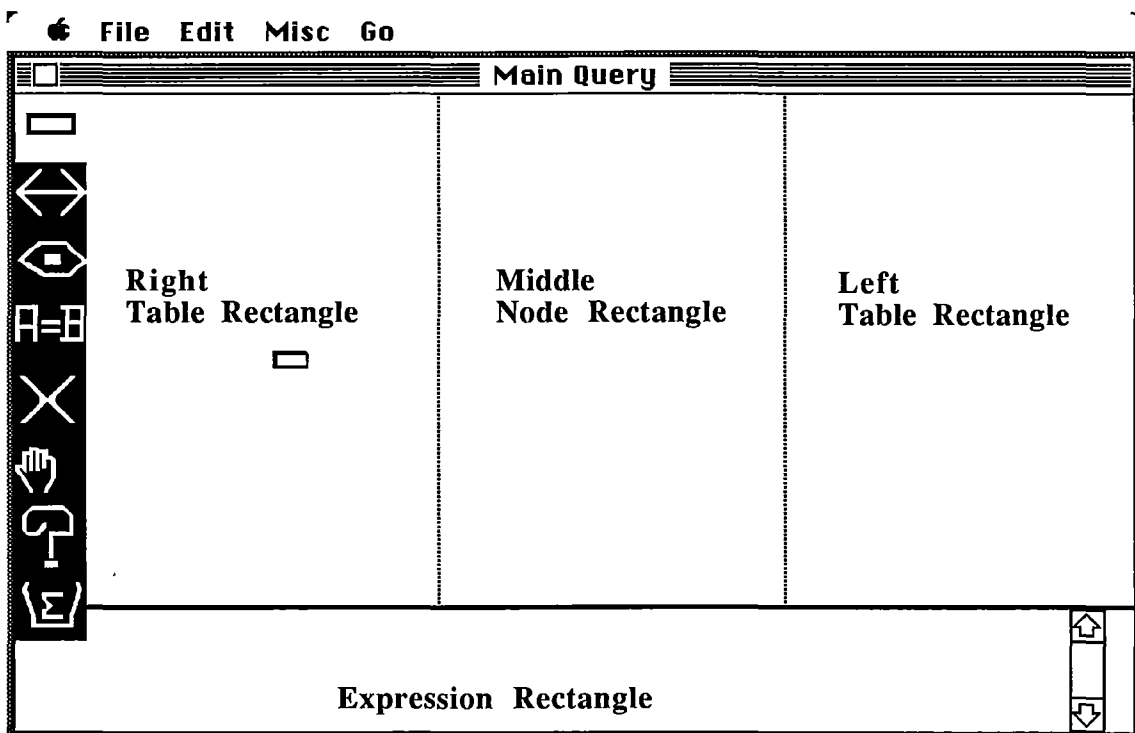 File Edit Misc Go
Main Query
A=B
Right
Table Rectangle
Middle
Node Rectangle
Left
Table Rectangle
Σ
Expression Rectangle